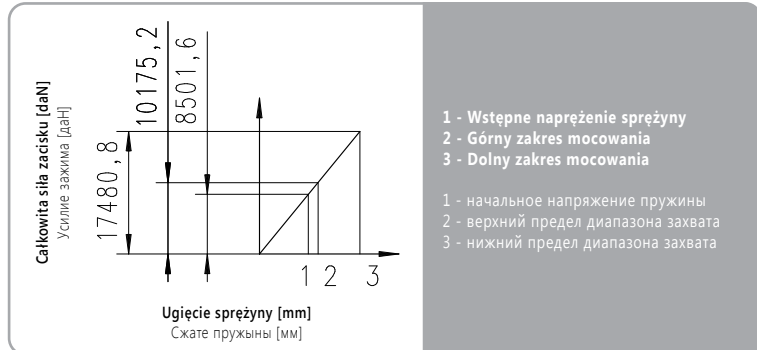 Całkowita siła zacisku [daN]
Усилие зажима [даН]
17480,8
10175,2
8501,6
1 2 3
Ugięcie sprężyny [mm]
Сжате пружыны [мм]
1 - Wstępne naprężenie sprężyny
2 - Górny zakres mocowania
3 - Dolny zakres mocowania
1 - начальное напряжение пружины
2 - верхний предел диапазона захвата
3 - нижний предел диапазона захвата